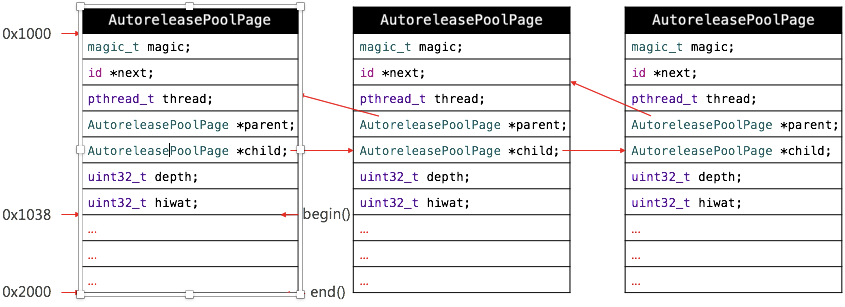 AutoreleasePoolPage AutoreleasePoolPage AutoreleasePoolPage
0x1000
magic_t magic; magic_t magic; magic_t magic;
id *next; id *next; id *next;
pthread_t thread; pthread_t thread; pthread_t thread;
AutoreleasePoolPage *parent; AutoreleasePoolPage *parent; AutoreleasePoolPage *parent;
AutoreleasePoolPage *child; AutoreleasePoolPage *child; AutoreleasePoolPage *child;
uint32_t depth; uint32_t depth; uint32_t depth;
uint32_t hiwat; uint32_t hiwat; uint32_t hiwat;
0x1038 begin()
… … …
… … …
… … …
0x2000 end()